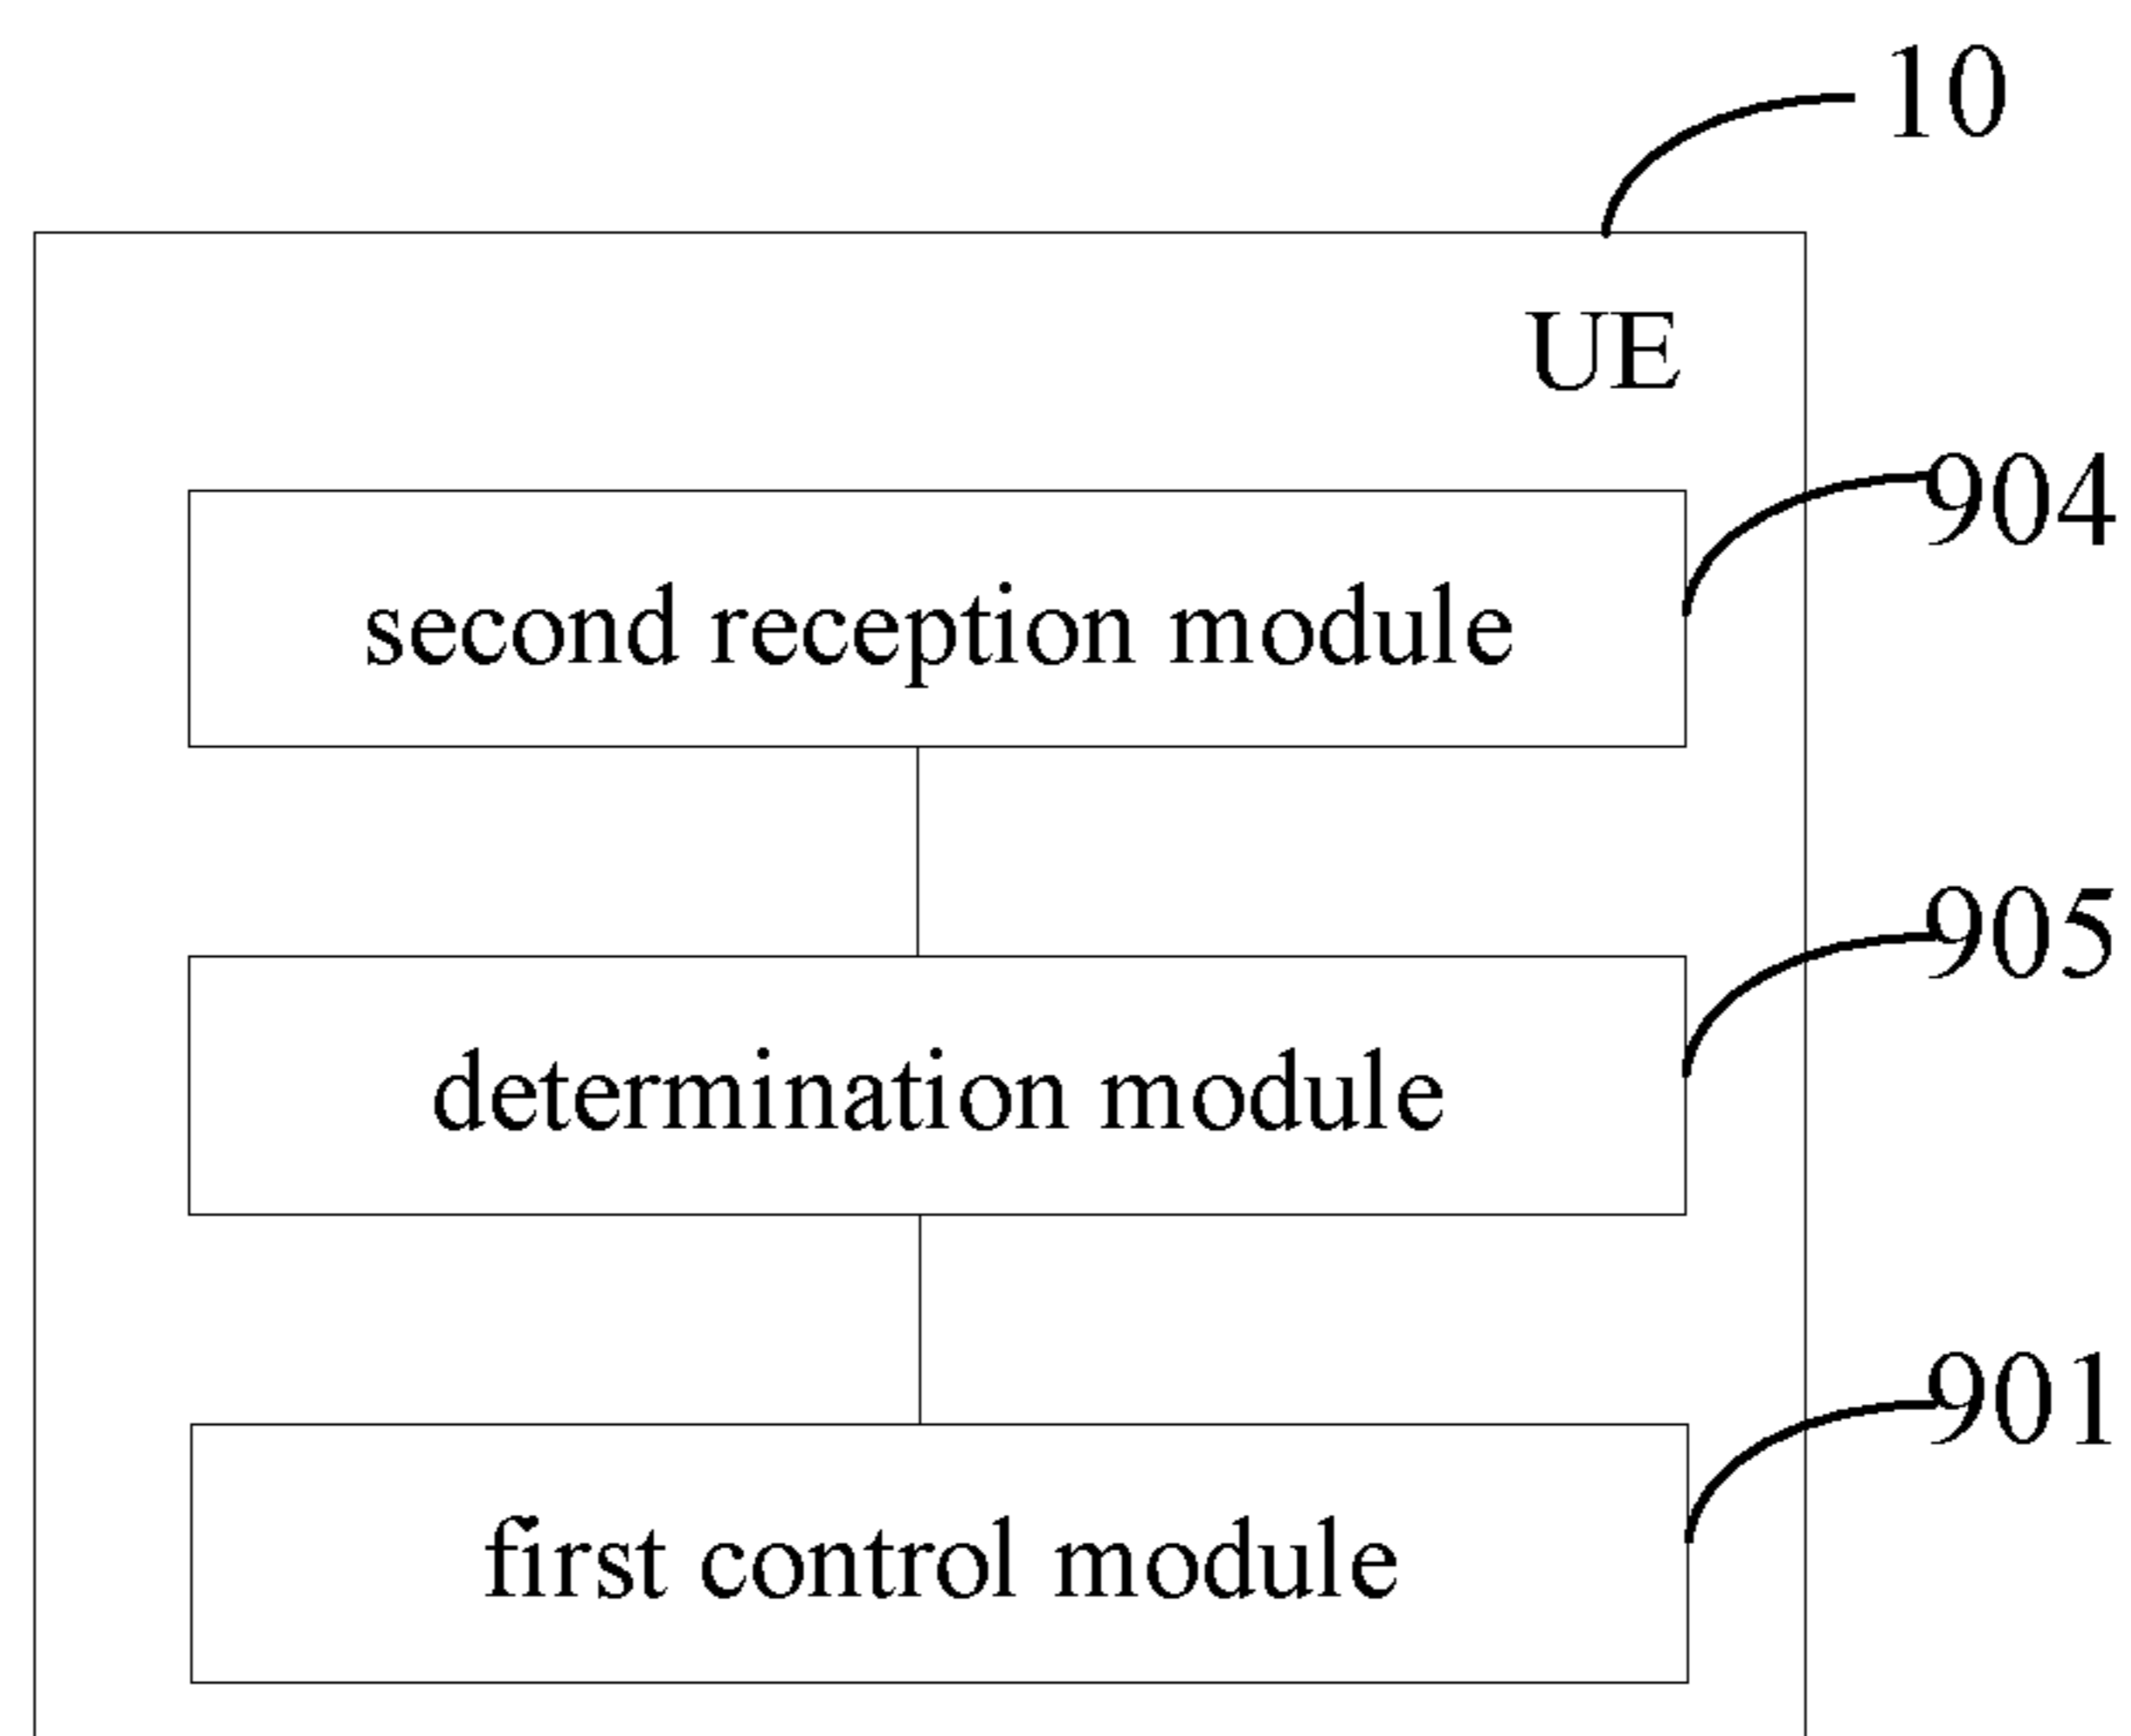 10
UE
904
second reception module
905
determination module
901
first control module